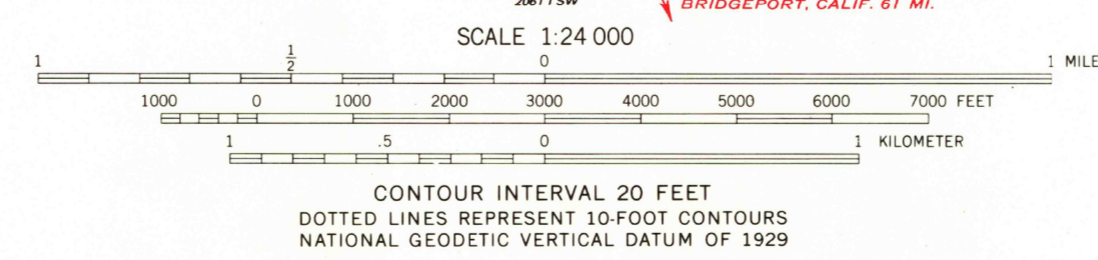 2061 I SW
BRIDGEPORT, CALIF. 61 MI.
SCALE 1:24 000
1 1/2 0 1 MILE
1000 0 1000 2000 3000 4000 5000 6000 7000 FEET
1 .5 0 1 KILOMETER
CONTOUR INTERVAL 20 FEET
DOTTED LINES REPRESENT 10-FOOT CONTOURS
NATIONAL GEODETIC VERTICAL DATUM OF 1929